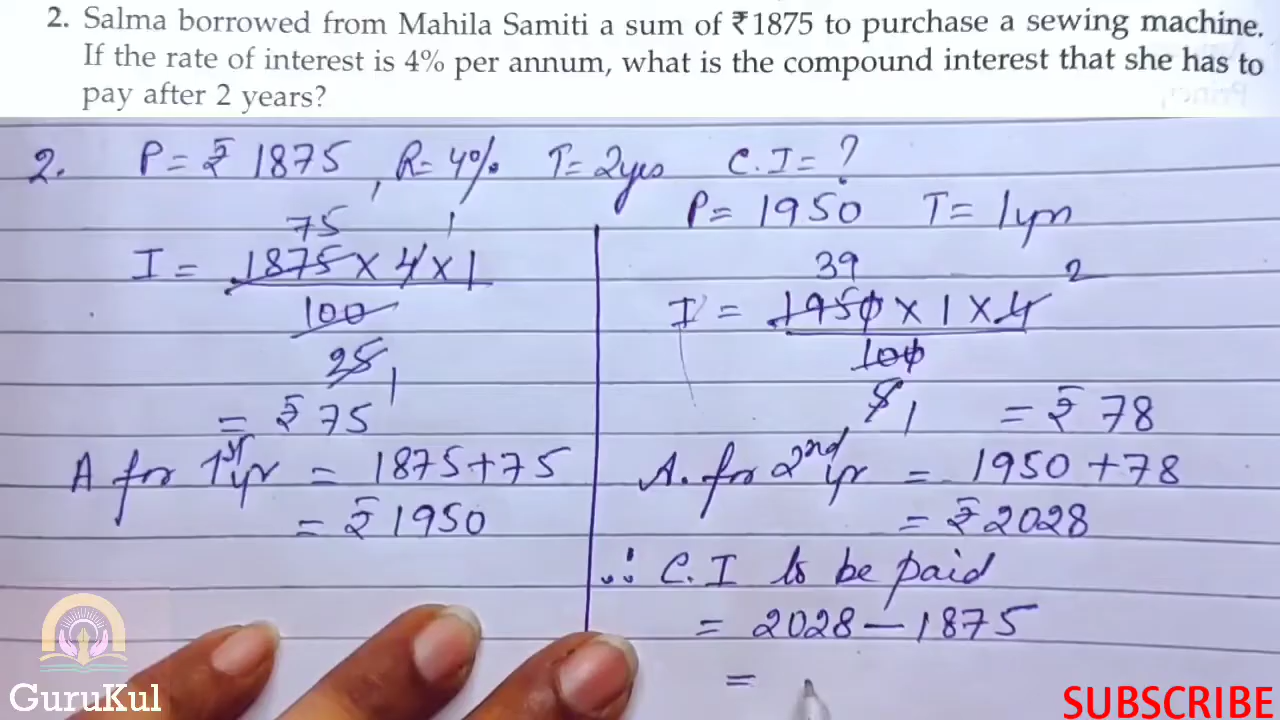 2. Salma borrowed from Mahila Samiti a sum of ₹1875 to purchase a sewing machine.
If the rate of interest is 4% per annum, what is the compound interest that she has to
pay after 2 years?
2. P = ₹ 1875, R = 4% T = 2yrs C.I = ?
75 1
I = 1875 × 4 × 1
100
25 1
= ₹ 75
A for 1st yr = 1875 + 75
= ₹ 1950
P = 1950 T = 1yr
39 2
I = 1950 × 1 × 4
100
5 1 = ₹ 78
A. for 2nd yr = 1950 + 78
= ₹ 2028
∴ C.I to be paid
= 2028 – 1875
=
GuruKul
SUBSCRIBE